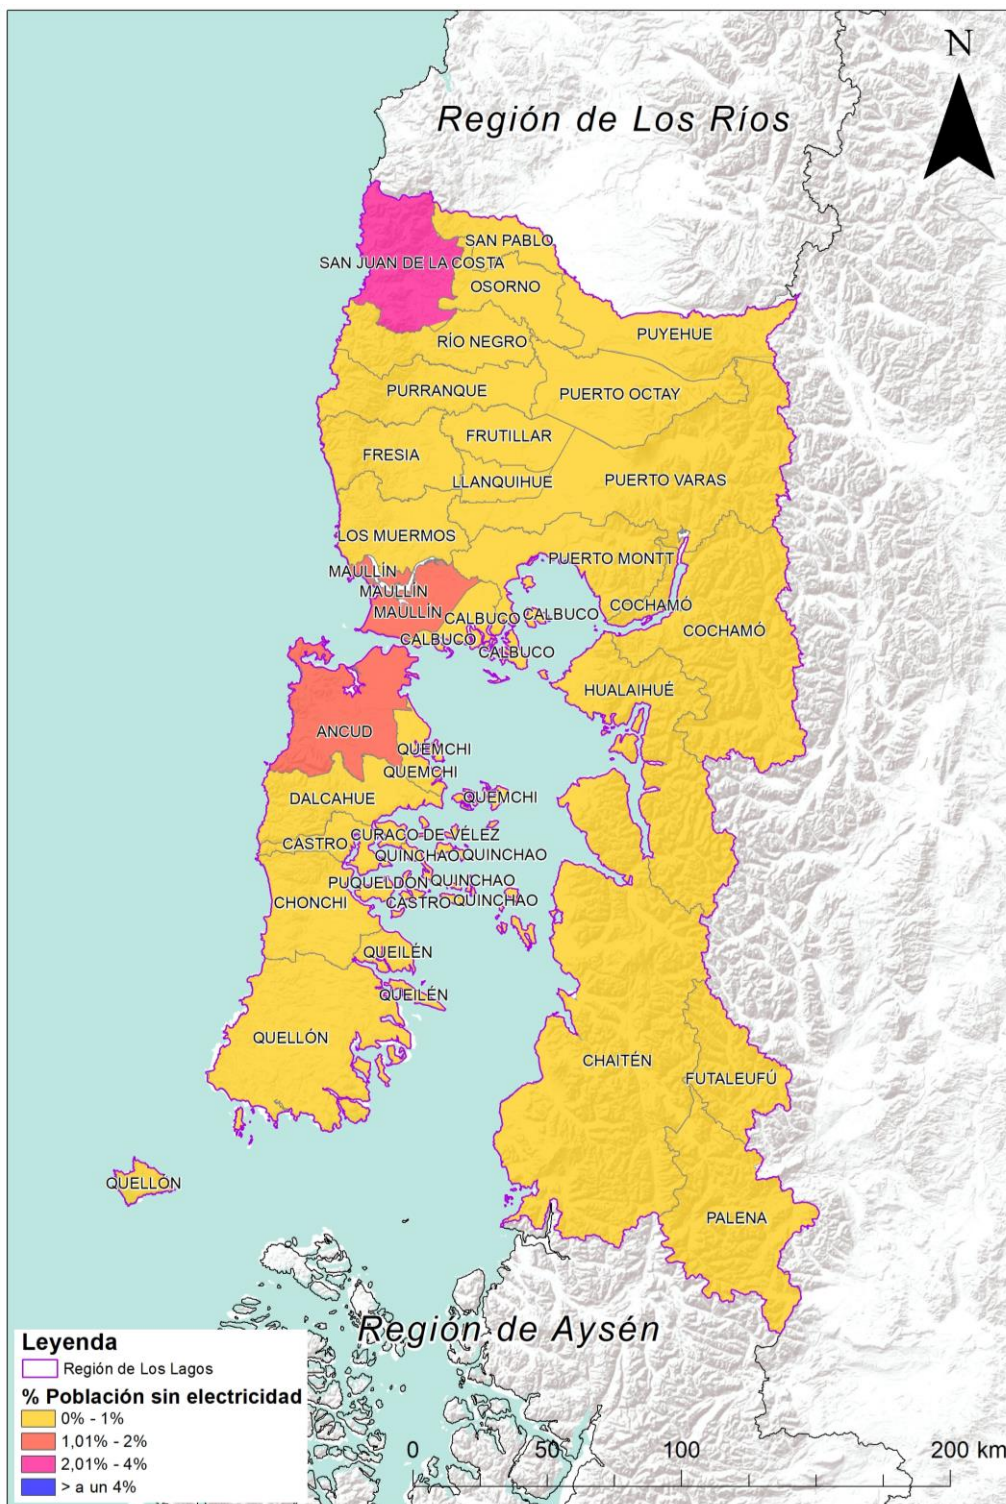 N
Región de Los Ríos
SAN PABLO
SAN JUAN DE LA COSTA
OSORNO
PUYEHUE
RÍO NEGRO
PURRANQUE
PUERTO OCTAY
FRUTILLAR
FRESIA
LLANQUIHUE
PUERTO VARAS
LOS MUERMOS
PUERTO MONTT
MAULLÍN
MAULLÍN
MAULLÍN
COCHAMÓ
CALBUCO
CALBUCO
COCHAMÓ
CALBUCO
CALBUCO
HUALAIHUÉ
ANCUD
QUEMCHI
QUEMCHI
QUEMCHI
DALCAHUE
CURACO DE VÉLEZ
CASTRO
QUINCHAO
QUINCHAO
PUQUELDÓN
QUINCHAO
CHONCHI
CASTRO
QUINCHAO
QUEILÉN
QUEILÉN
QUELLÓN
CHAITÉN
FUTALEUFÚ
QUELLÓN
PALENA
Región de Aysén
Leyenda
Región de Los Lagos
% Población sin electricidad
0% - 1%
1,01% - 2%
2,01% - 4%
> a un 4%
0 50 100 200 km